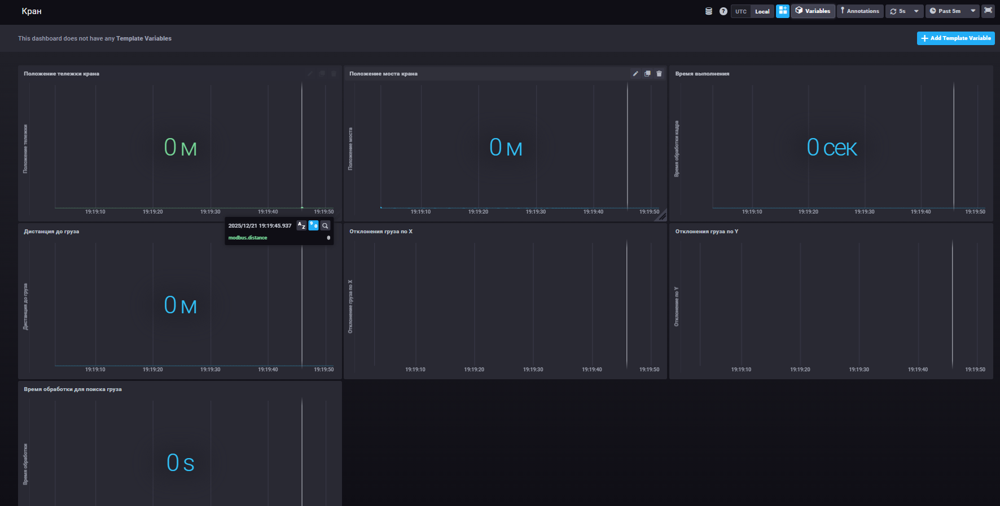 Кран
UTC Local Variables Annotations 5s Past 5m
This dashboard does not have any Template Variables
Add Template Variable
Положение тележки крана
Положение тележки
0 м
19:19:10 19:19:20 19:19:30 19:19:40 19:19:50
Положение моста крана
Положение моста
0 м
19:19:10 19:19:20 19:19:30 19:19:40 19:19:50
Время выполнения
Время обработки кадра
0 сек
19:19:10 19:19:20 19:19:30 19:19:40 19:19:50
2025/12/21 19:19:45.937 A Z 9 0
modbus.distance 0
Дистанция до груза
Дистанция до груза
0 м
19:19:10 19:19:20 19:19:30 19:19:40 19:19:50
Отклонения груза по X
Отклонение груза по X
19:19:10 19:19:20 19:19:30 19:19:40 19:19:50
Отклонения груза по Y
Отклонение по Y
19:19:10 19:19:20 19:19:30 19:19:40 19:19:50
Время обработки для поиска груза
Время обработки
0 s